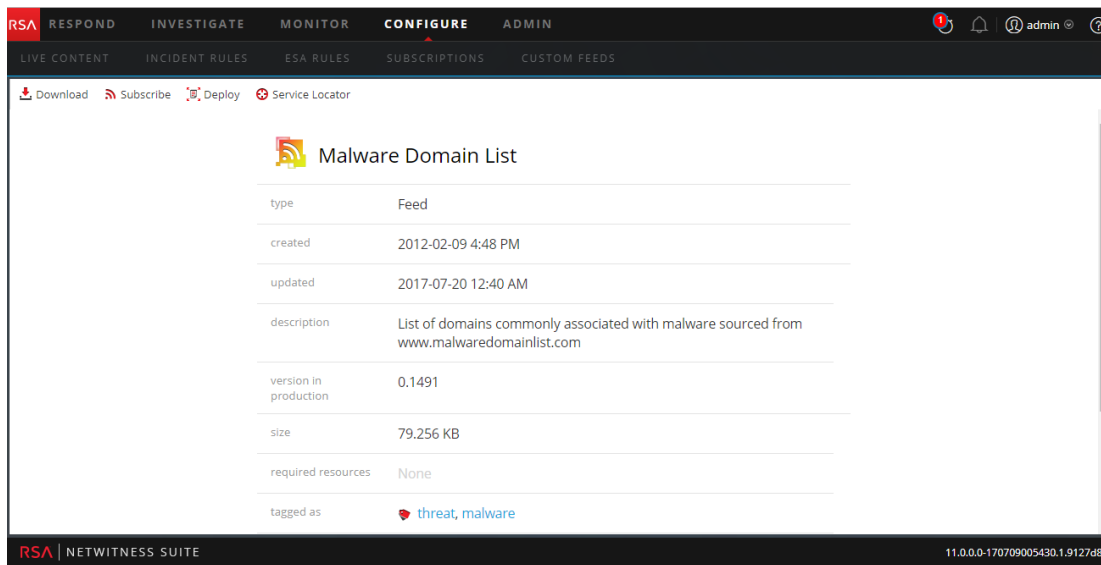 RSA RESPOND INVESTIGATE MONITOR CONFIGURE ADMIN 1 admin ?
LIVE CONTENT INCIDENT RULES ESA RULES SUBSCRIPTIONS CUSTOM FEEDS
Download Subscribe Deploy Service Locator
Malware Domain List
type Feed
created 2012-02-09 4:48 PM
updated 2017-07-20 12:40 AM
description List of domains commonly associated with malware sourced from
www.malwaredomainlist.com
version in
production 0.1491
size 79.256 KB
required resources None
tagged as threat, malware
RSA NETWITNESS SUITE 11.0.0.0-170709005430.1.9127d8